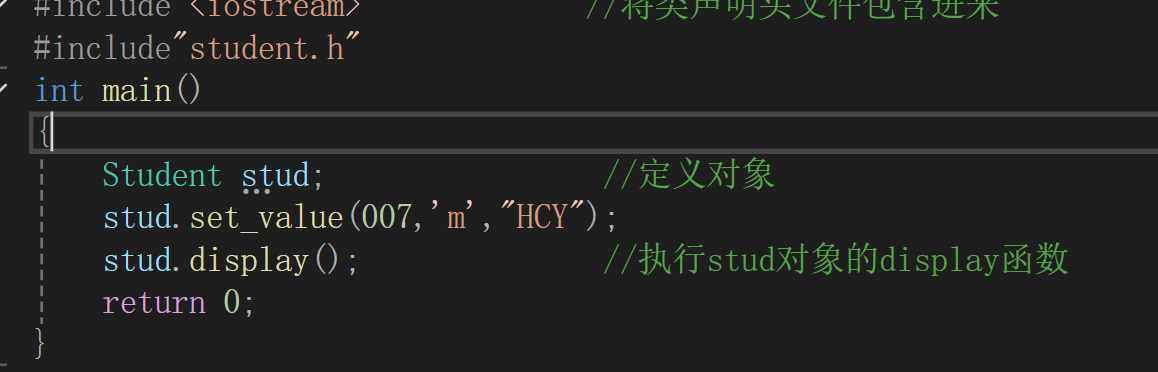 #include <iostream> //将类声明头文件包含进来
#include"student.h"
int main()
{
Student stud; //定义对象
stud.set_value(007,'m',"HCY");
stud.display(); //执行stud对象的display函数
return 0;
}